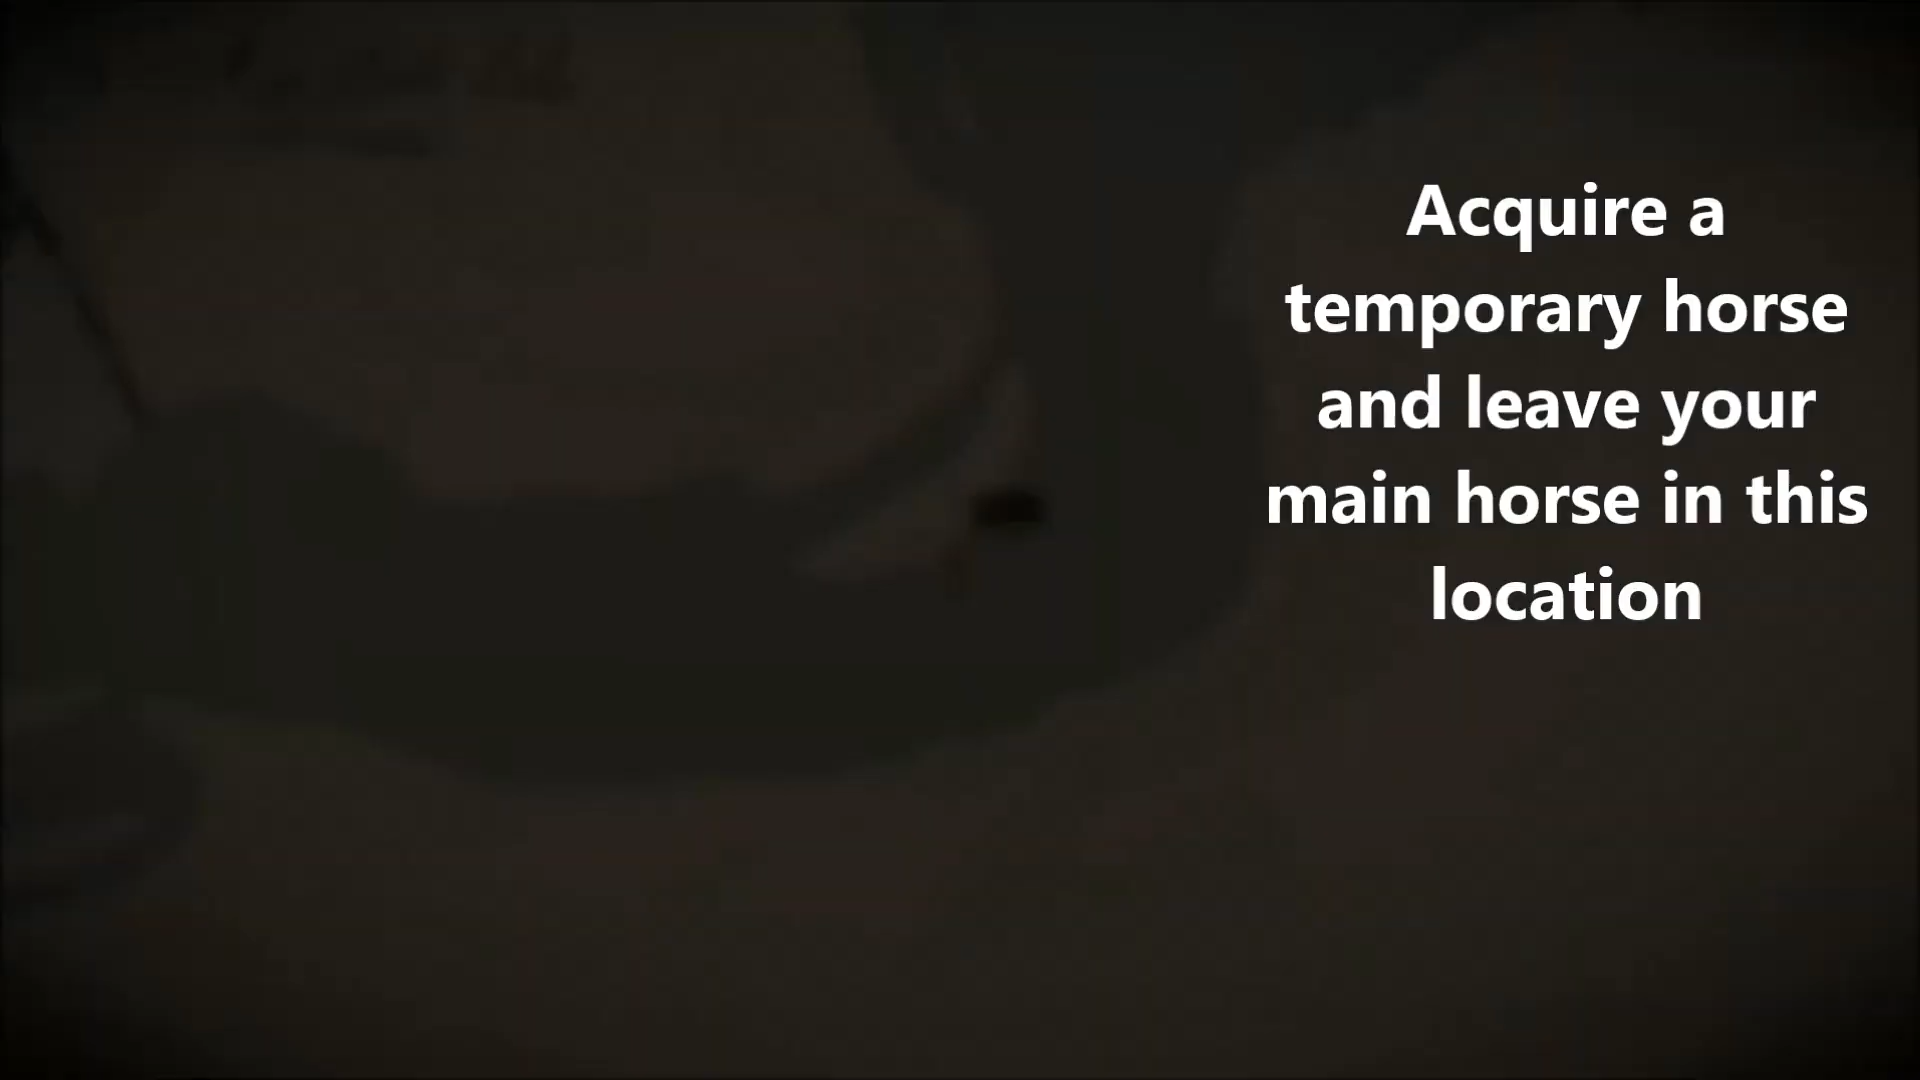 Acquire a
temporary horse
and leave your
main horse in this
location